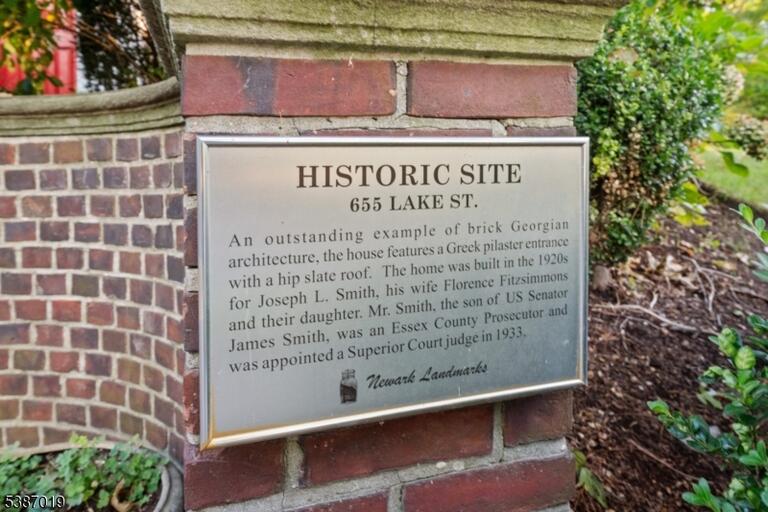 HISTORIC SITE
655 LAKE ST.
An outstanding example of brick Georgian
architecture, the house features a Greek pilaster entrance
with a hip slate roof. The home was built in the 1920s
for Joseph L. Smith, his wife Florence Fitzsimmons
and their daughter. Mr. Smith, the son of US Senator
James Smith, was an Essex County Prosecutor and
was appointed a Superior Court judge in 1933.
Newark Landmarks
5387019